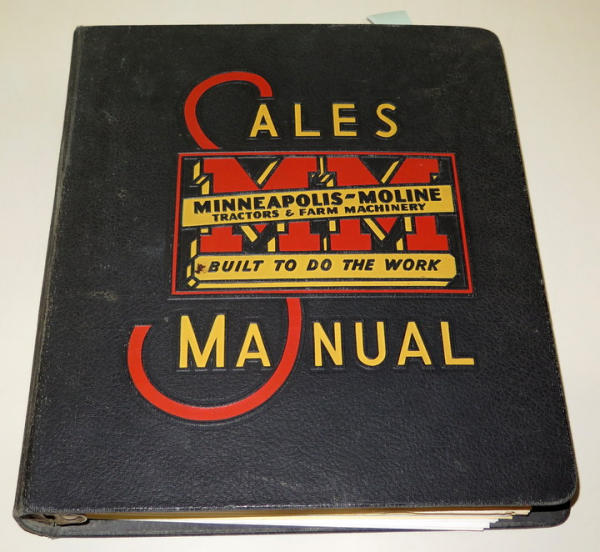 SALES
MM
MINNEAPOLIS-MOLINE
TRACTORS & FARM MACHINERY
BUILT TO DO THE WORK
MANUAL